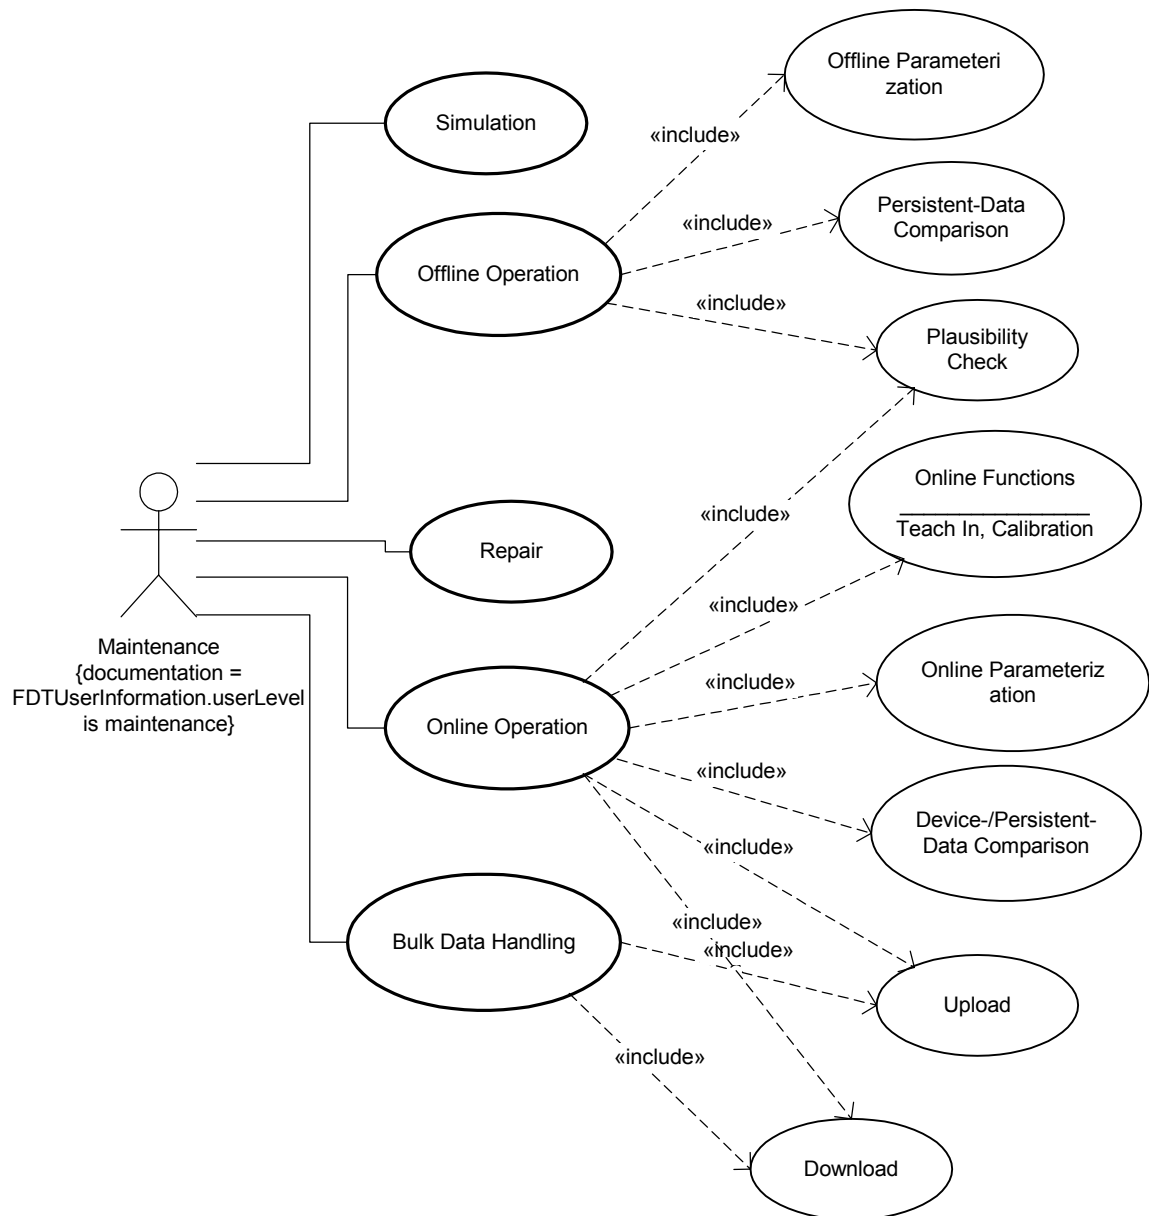 Offline Parameteri
zation
Simulation
«include»
Persistent-Data
Comparison
«include»
Offline Operation
«include»
Plausibility
Check
Online Functions
Teach In, Calibration
«include»
Repair
«include»
Maintenance
{documentation =
FDTUserInformation.userLevel
is maintenance}
Online Parameteriz
ation
«include»
Online Operation
«include»
Device-/Persistent-
Data Comparison
«include»
«include»
Bulk Data Handling
«include»
Upload
«include»
Download